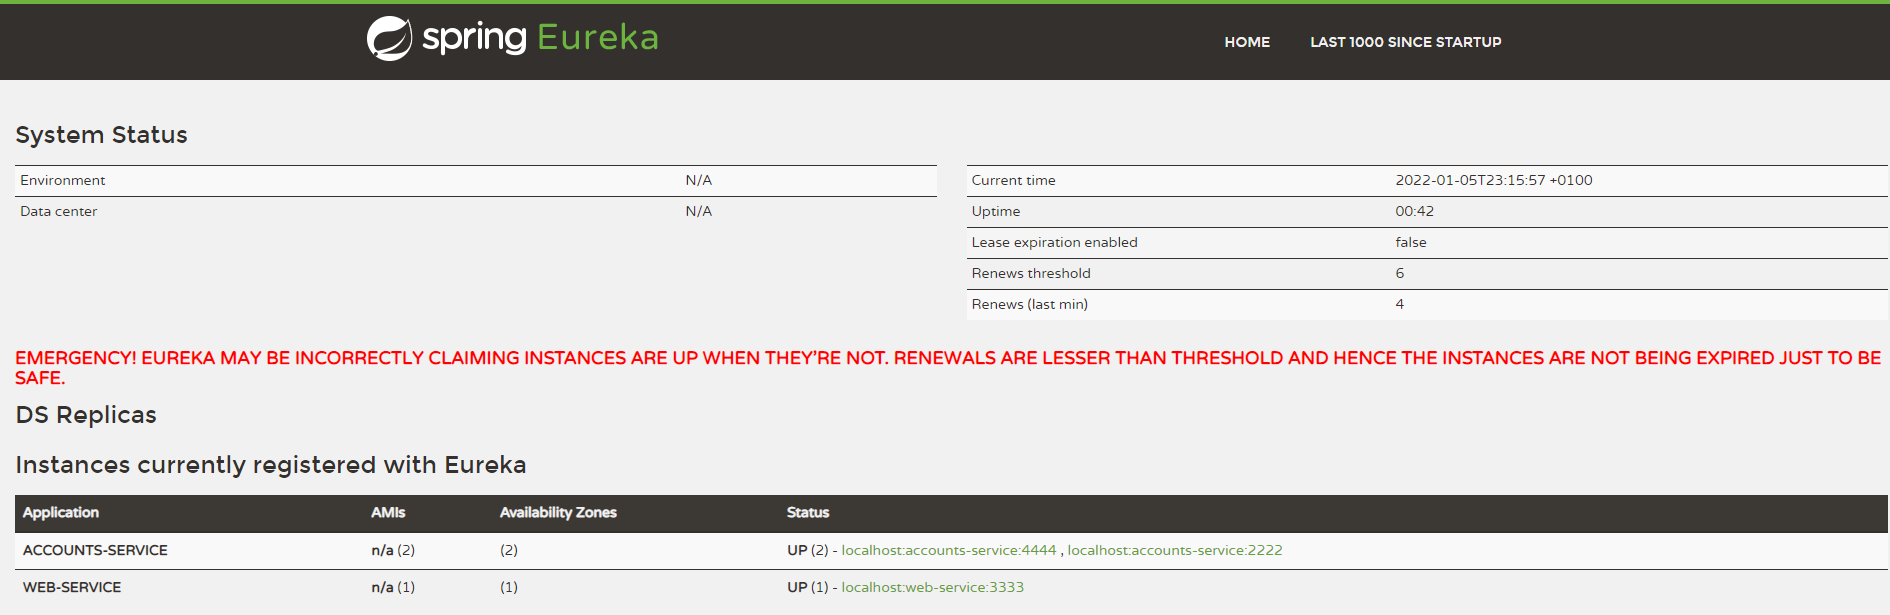 spring Eureka
HOME LAST 1000 SINCE STARTUP
System Status
Environment N/A
Data center N/A
Current time 2022-01-05T23:15:57 +0100
Uptime 00:42
Lease expiration enabled false
Renews threshold 6
Renews (last min) 4
EMERGENCY! EUREKA MAY BE INCORRECTLY CLAIMING INSTANCES ARE UP WHEN THEY'RE NOT. RENEWALS ARE LESSER THAN THRESHOLD AND HENCE THE INSTANCES ARE NOT BEING EXPIRED JUST TO BE
SAFE.
DS Replicas
Instances currently registered with Eureka
Application AMIs Availability Zones Status
ACCOUNTS-SERVICE n/a (2) (2) UP (2) - localhost:accounts-service:4444 , localhost:accounts-service:2222
WEB-SERVICE n/a (1) (1) UP (1) - localhost:web-service:3333